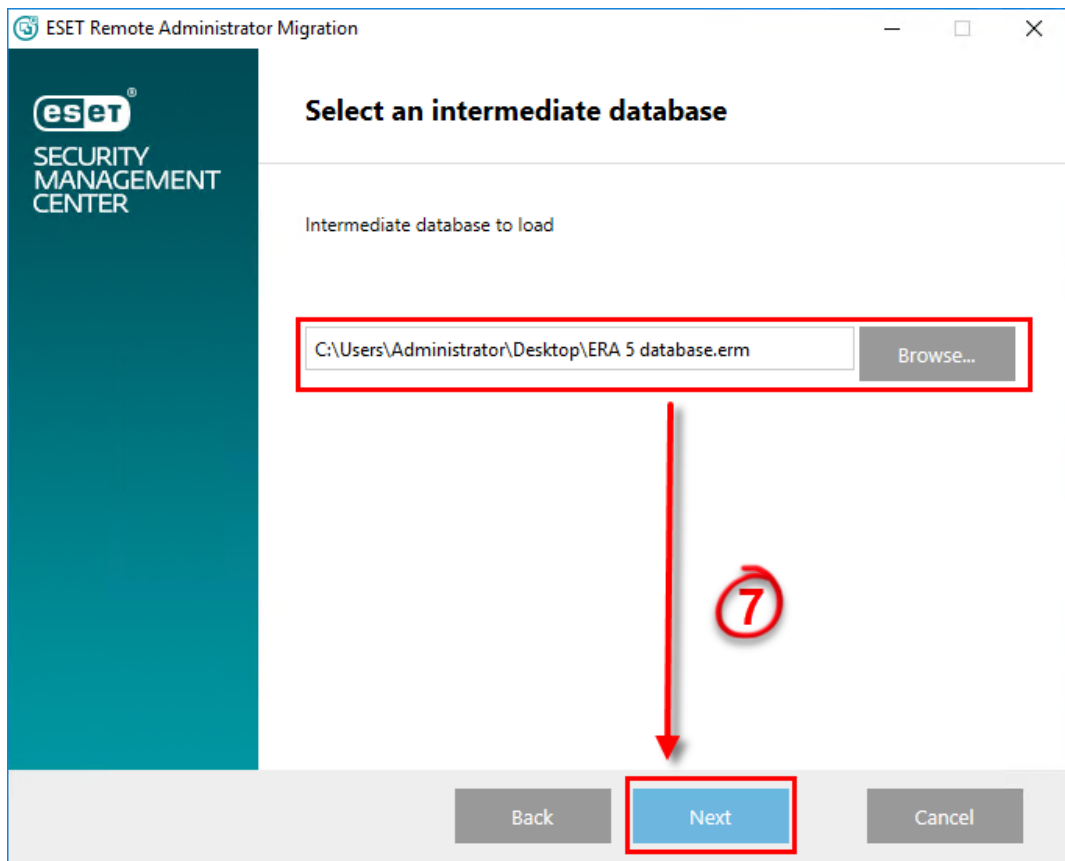 ESET Remote Administrator Migration
eset®
SECURITY
MANAGEMENT
CENTER
Select an intermediate database
Intermediate database to load
C:\Users\Administrator\Desktop\ERA 5 database.erm
Browse...
7
Back
Next
Cancel